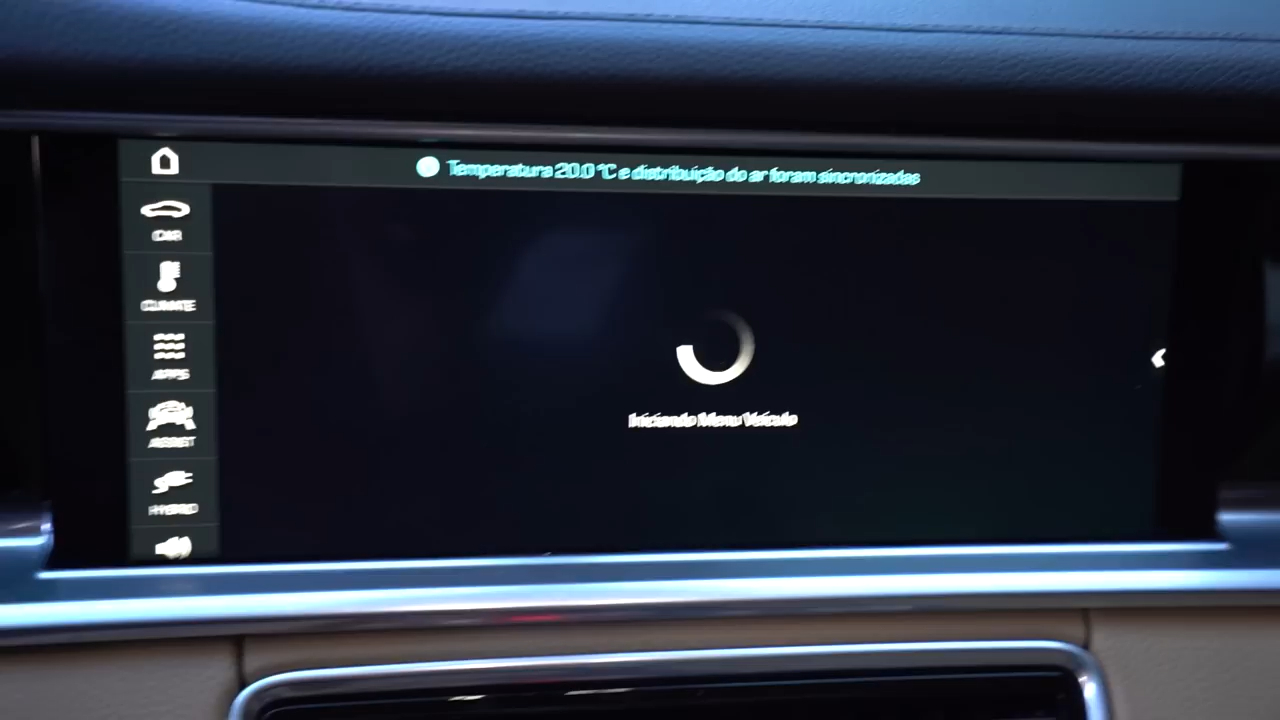 Temperatura 20.0 °C e distribuição do ar foram sincronizadas
CAR
CLIMATE
APPS
ASSIST
HYBRID
Iniciando Menu Veículo